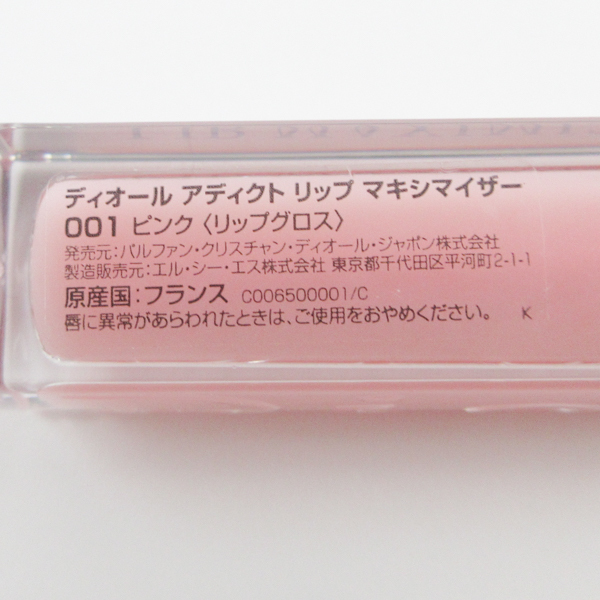 ディオール アディクト リップ マキシマイザー
001 ピンク〈リップグロス〉
発売元:パルファン・クリスチャン・ディオール・ジャポン株式会社
製造販売元:エル・シー・エス株式会社 東京都千代田区平河町2-1-1
原産国:フランス C006500001/C
唇に異常があらわれたときは、ご使用をおやめください。 K